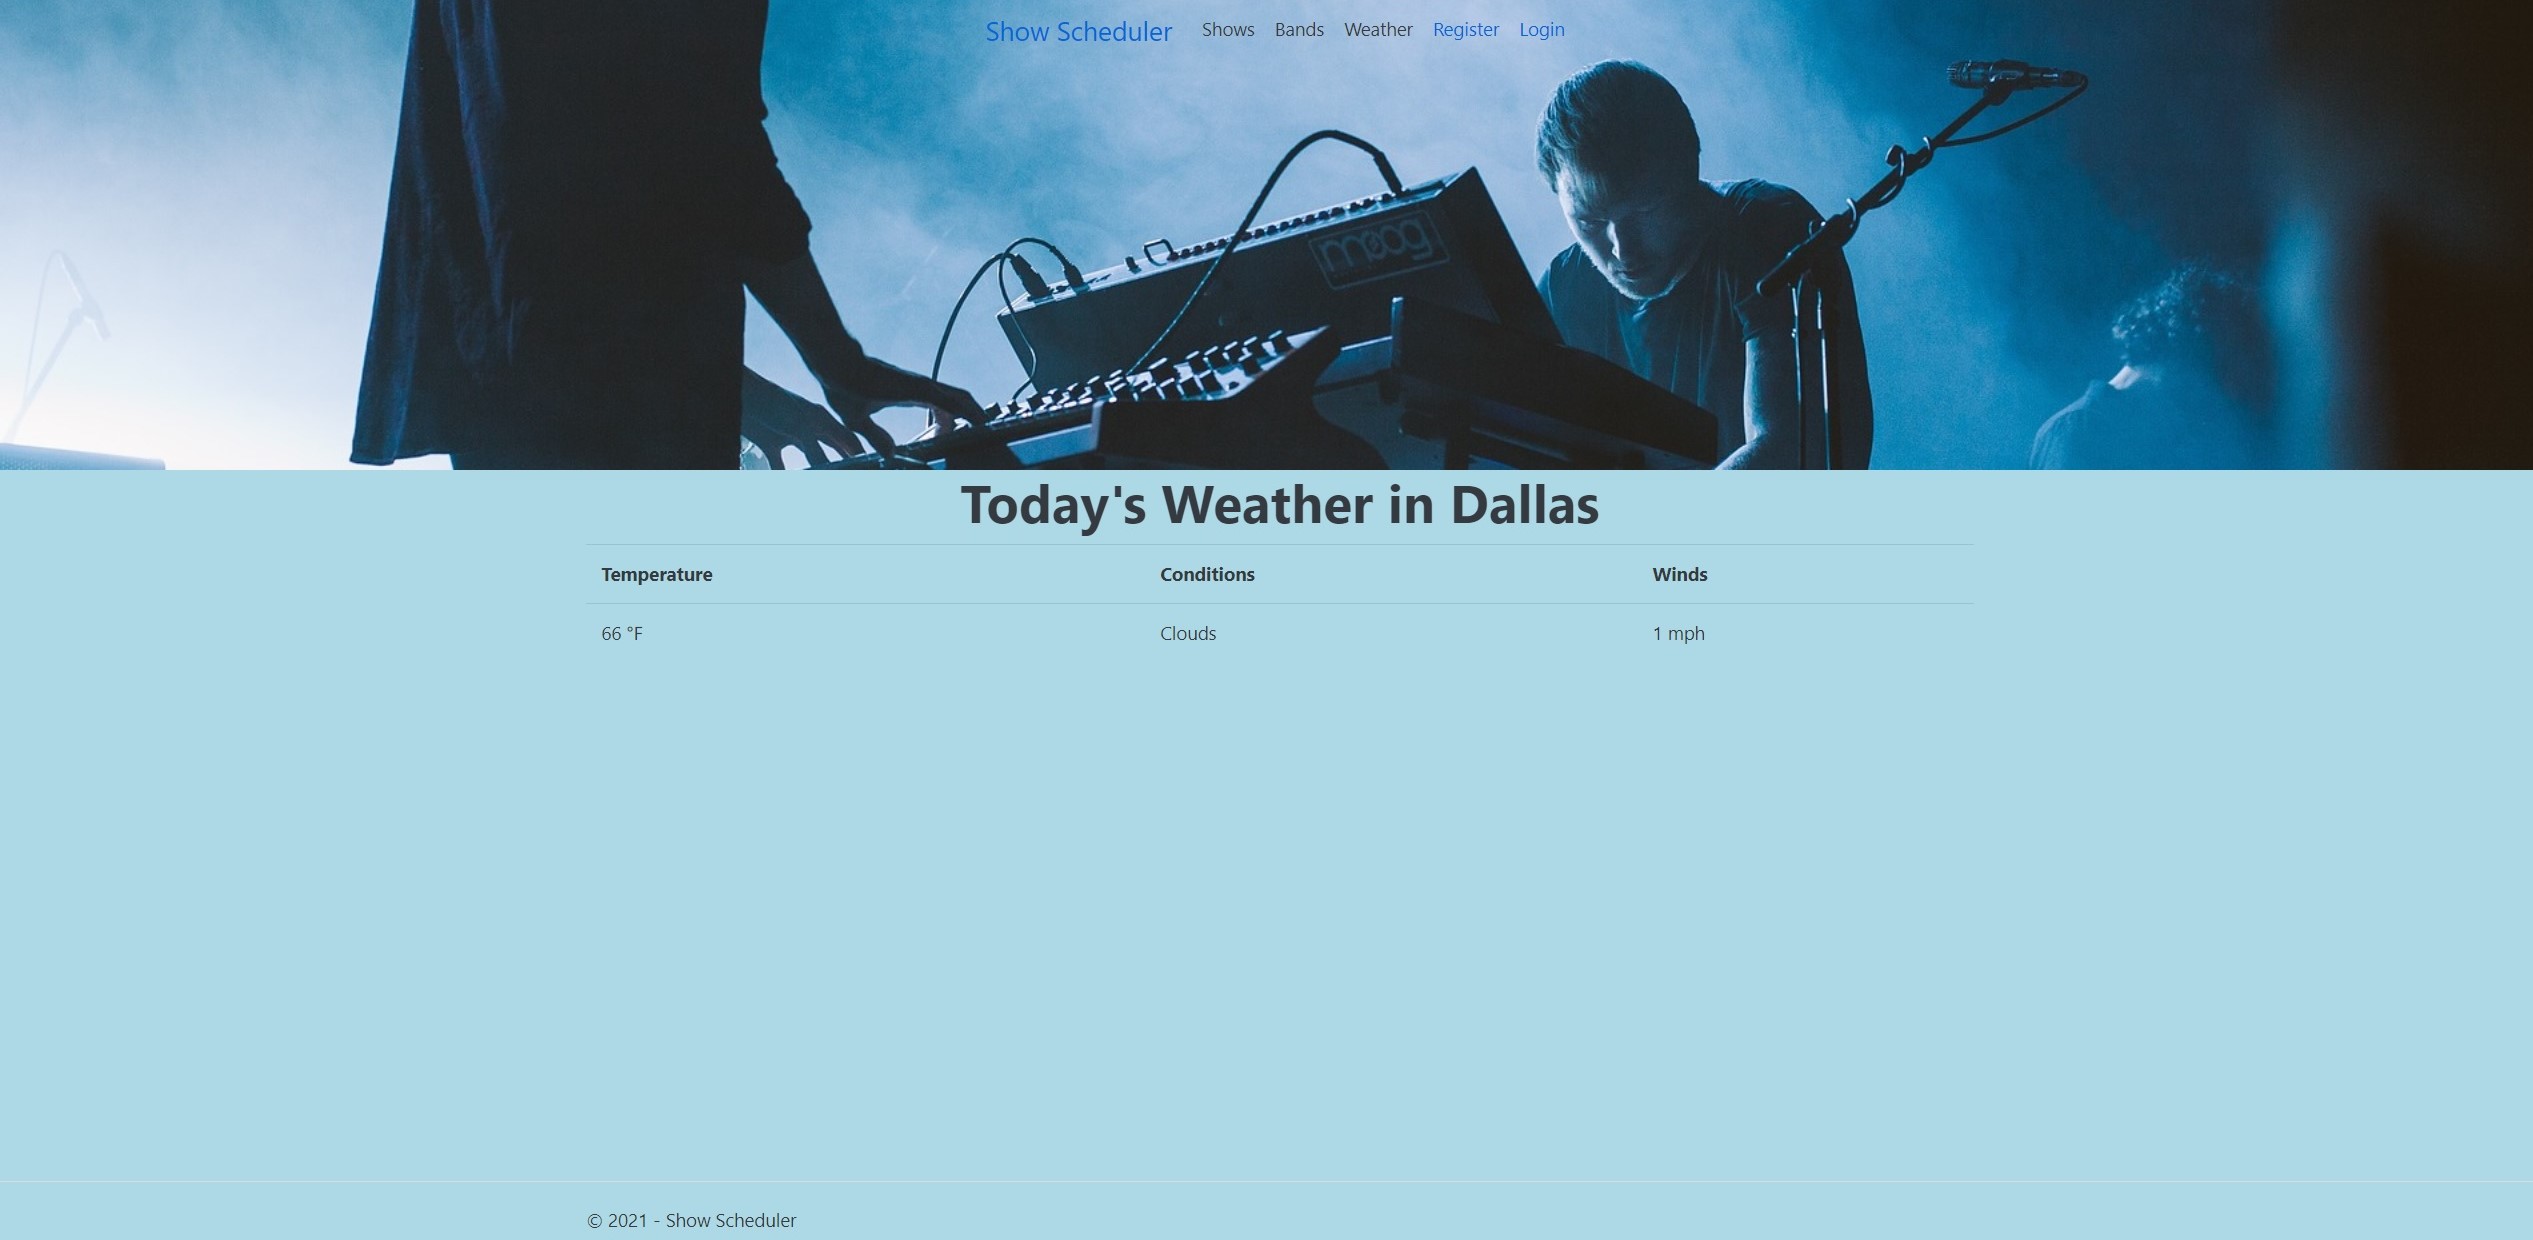 Show Scheduler Shows Bands Weather Register Login
moog
Today's Weather in Dallas
Temperature Conditions Winds
66 °F Clouds 1 mph
© 2021 - Show Scheduler